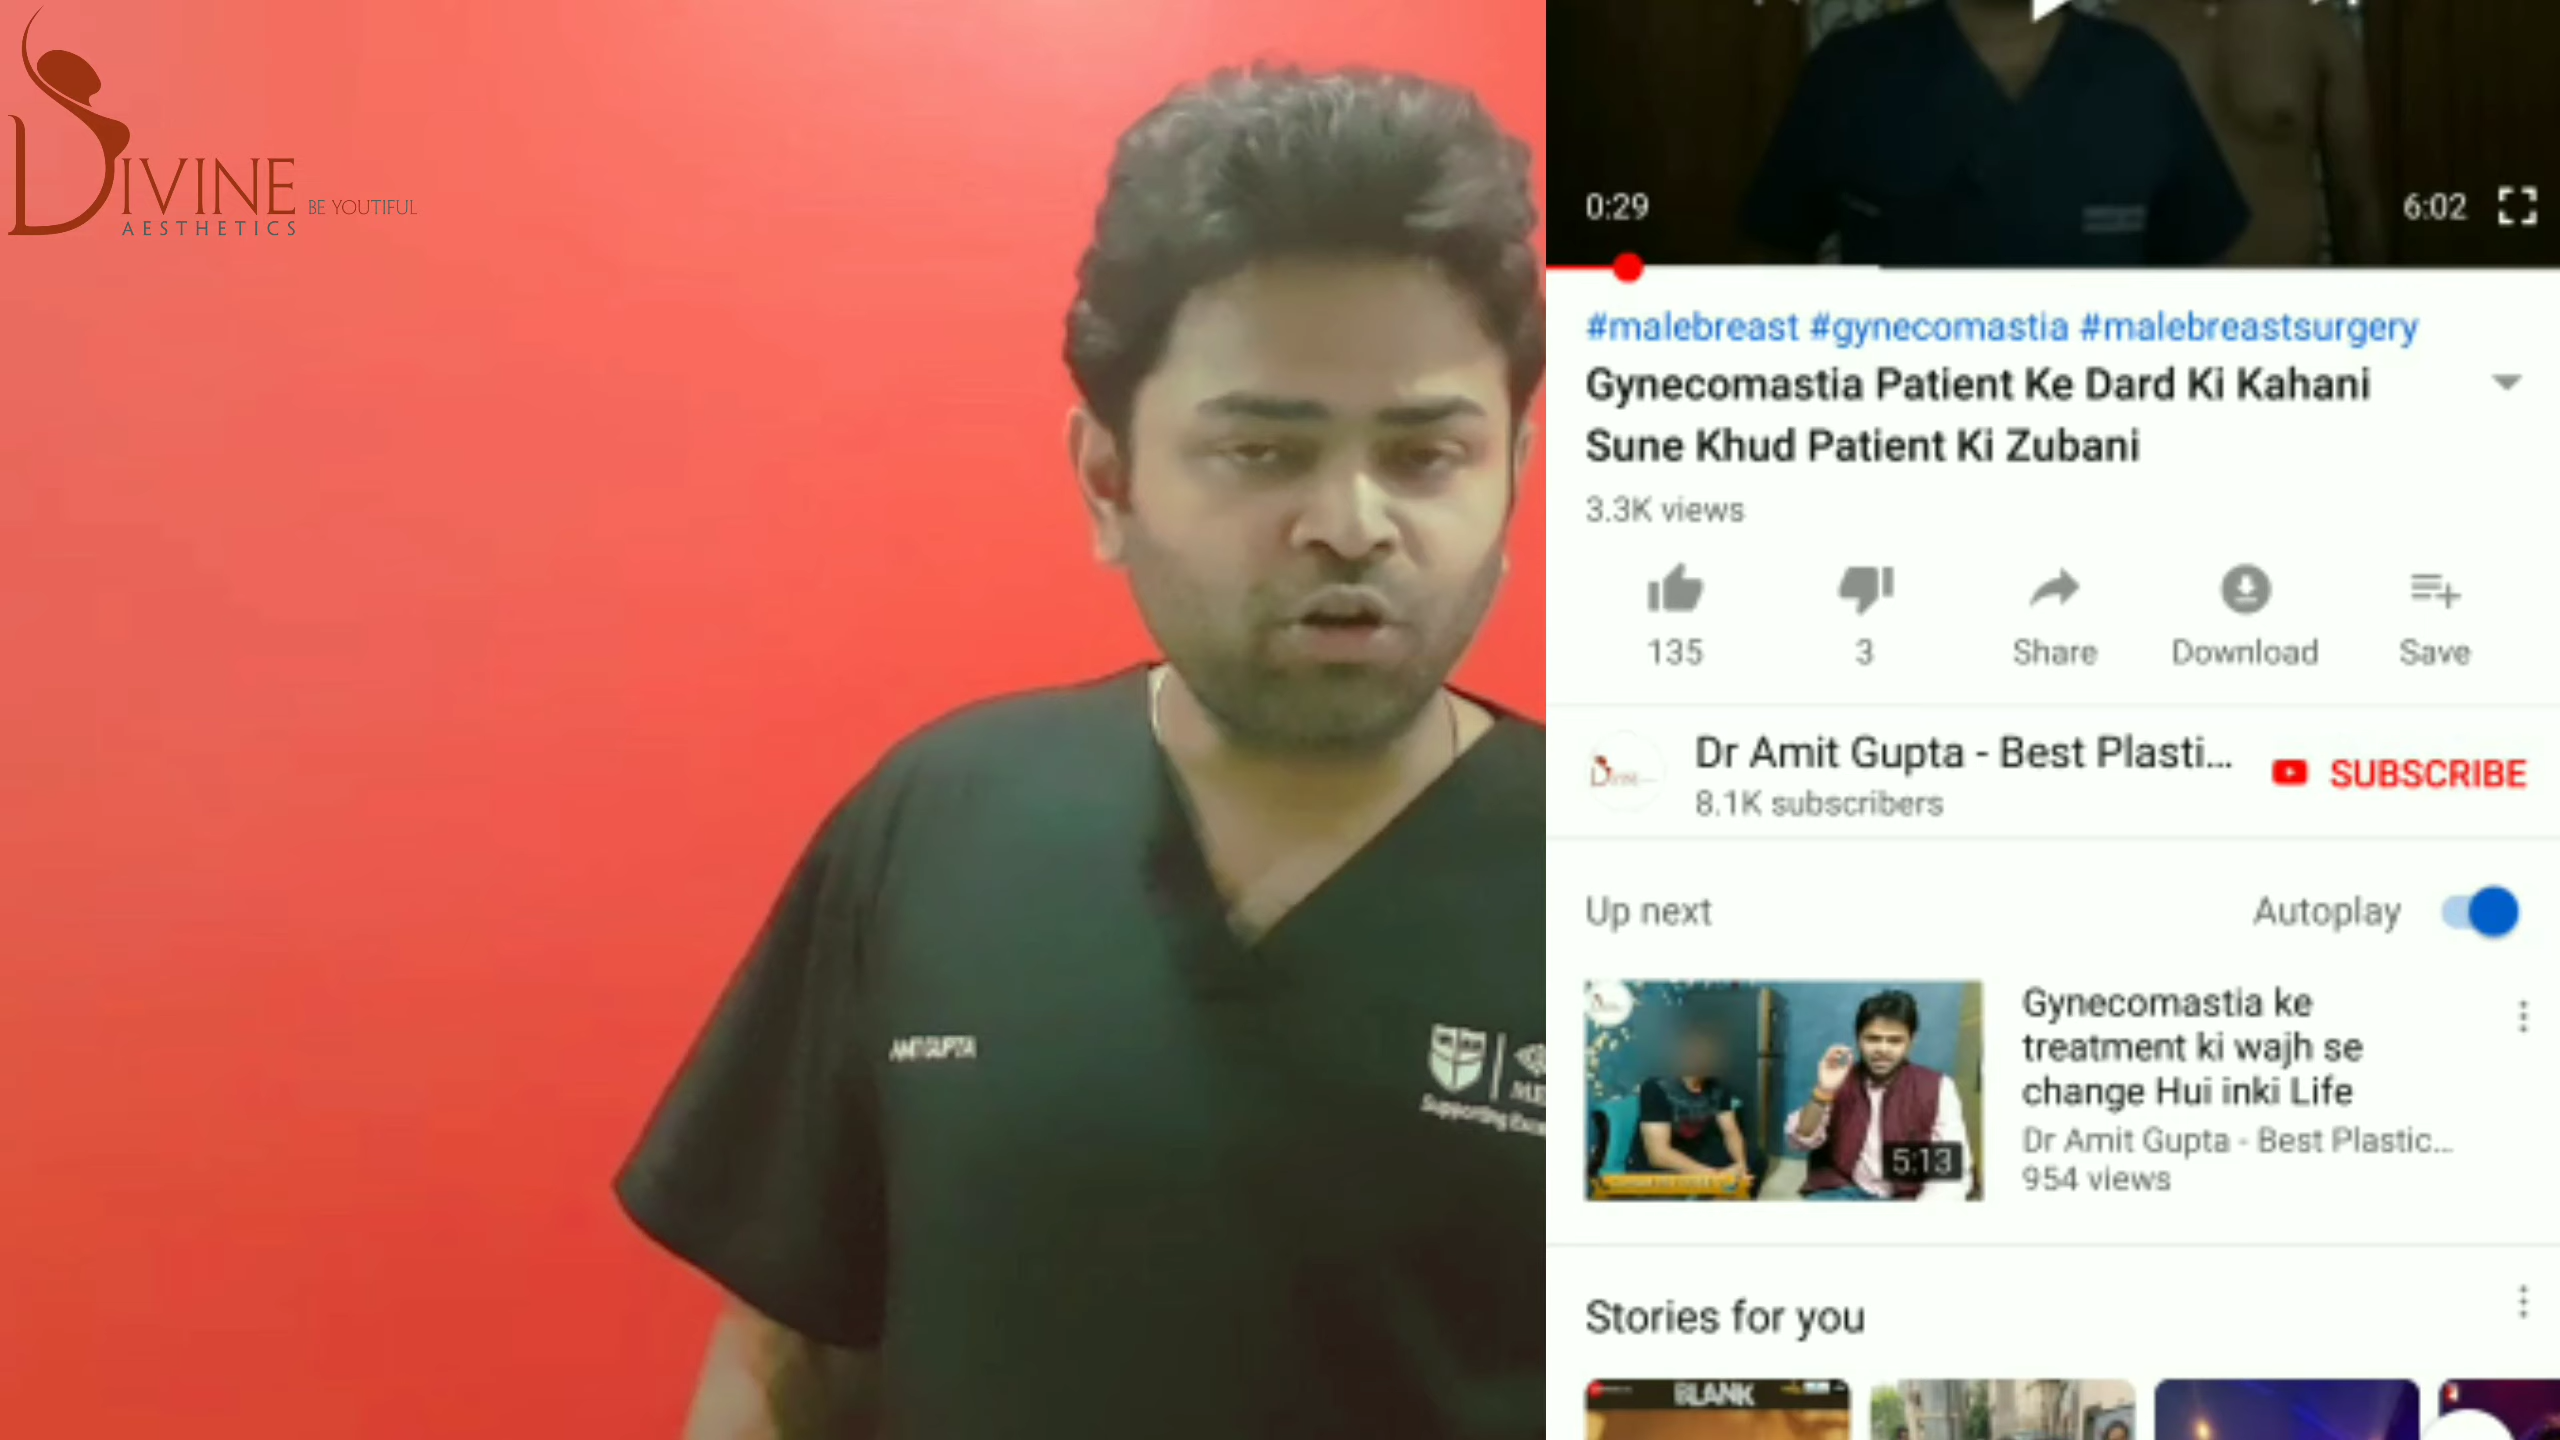 DIVINE
AESTHETICS
BE YOUTIFUL
AMIT GUPTA
Supporting
0:29
6:02
#malebreast #gynecomastia #malebreastsurgery
Gynecomastia Patient Ke Dard Ki Kahani
Sune Khud Patient Ki Zubani
3.3K views
135
3
Share
Download
Save
Dr Amit Gupta - Best Plasti...
8.1K subscribers
SUBSCRIBE
Up next
Autoplay
5:13
Gynecomastia ke
treatment ki wajh se
change Hui inki Life
Dr Amit Gupta - Best Plastic...
954 views
Stories for you
BLANK